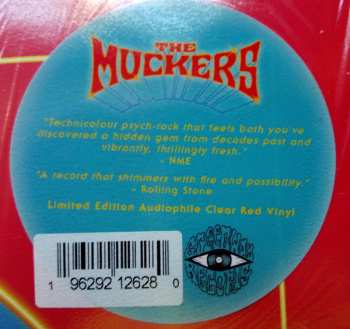 THE
MUCKERS
"Technicolour psych-rock that feels both you've
discovered a hidden gem from decades past and
vibrantly, thrillingly fresh."
- NME
"A record that shimmers with fire and possibility."
- Rolling Stone
Limited Edition Audiophile Clear Red Vinyl
GREENWAY
RECORDS
1 96292 12628 0